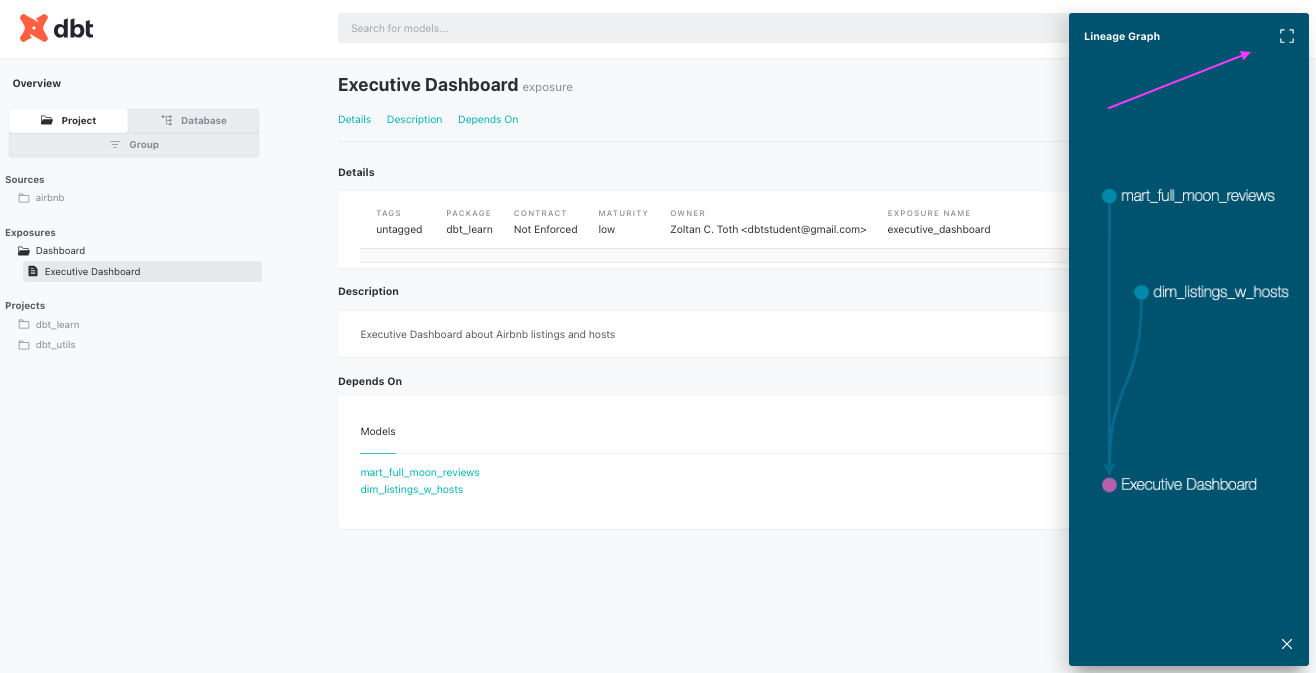 dbt
Search for models...
Overview
Project
Database
Group
Sources
airbnb
Exposures
Dashboard
Executive Dashboard
Projects
dbt_learn
dbt_utils
Executive Dashboard exposure
Details Description Depends On
Details
TAGS PACKAGE CONTRACT MATURITY OWNER EXPOSURE NAME
untagged dbt_learn Not Enforced low Zoltan C. Toth <dbtstudent@gmail.com> executive_dashboard
Description
Executive Dashboard about Airbnb listings and hosts
Depends On
Models
mart_full_moon_reviews
dim_listings_w_hosts
Lineage Graph
mart_full_moon_reviews
dim_listings_w_hosts
Executive Dashboard